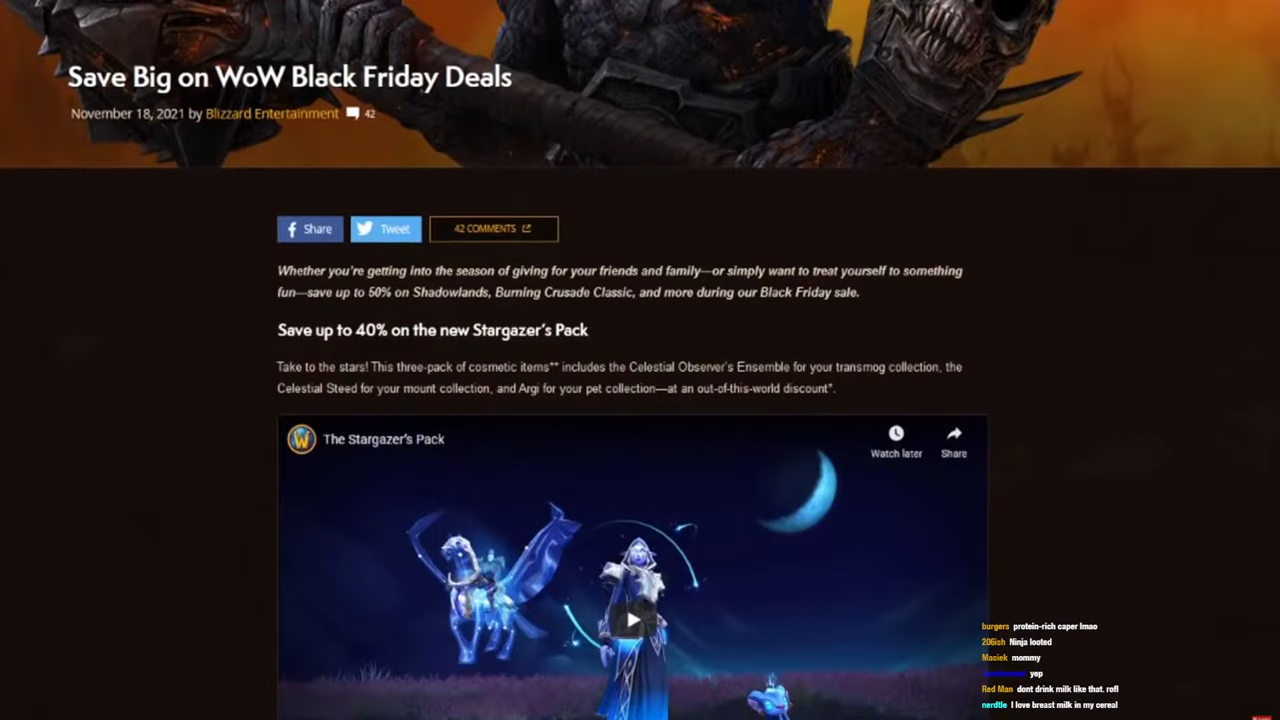 Save Big on WoW Black Friday Deals
November 18, 2021 by Blizzard Entertainment 42
Share Tweet 42 COMMENTS
Whether you're getting into the season of giving for your friends and family—or simply want to treat yourself to something
fun—save up to 50% on Shadowlands, Burning Crusade Classic, and more during our Black Friday sale.
Save up to 40% on the new Stargazer's Pack
Take to the stars! This three-pack of cosmetic items** includes the Celestial Observer's Ensemble for your transmog collection, the
Celestial Steed for your mount collection, and Argi for your pet collection—at an out-of-this-world discount*.
The Stargazer's Pack
Watch later Share
burgers protein-rich caper lmao
206ish Ninja looted
Maciek mommy
yep
Red Man dont drink milk like that. rofl
nerdtle I love breast milk in my cereal